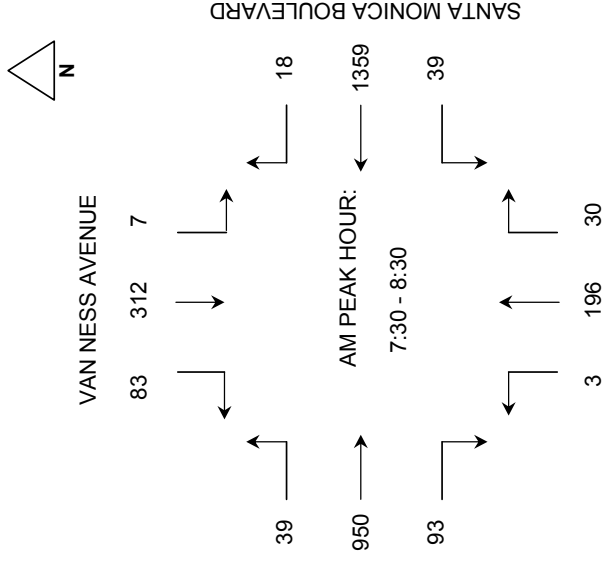 SANTA MONICA BOULEVARD
N
VAN NESS AVENUE
83
312
7
39
18
950
AM PEAK HOUR:
1359
7:30 - 8:30
93
39
3
196
30